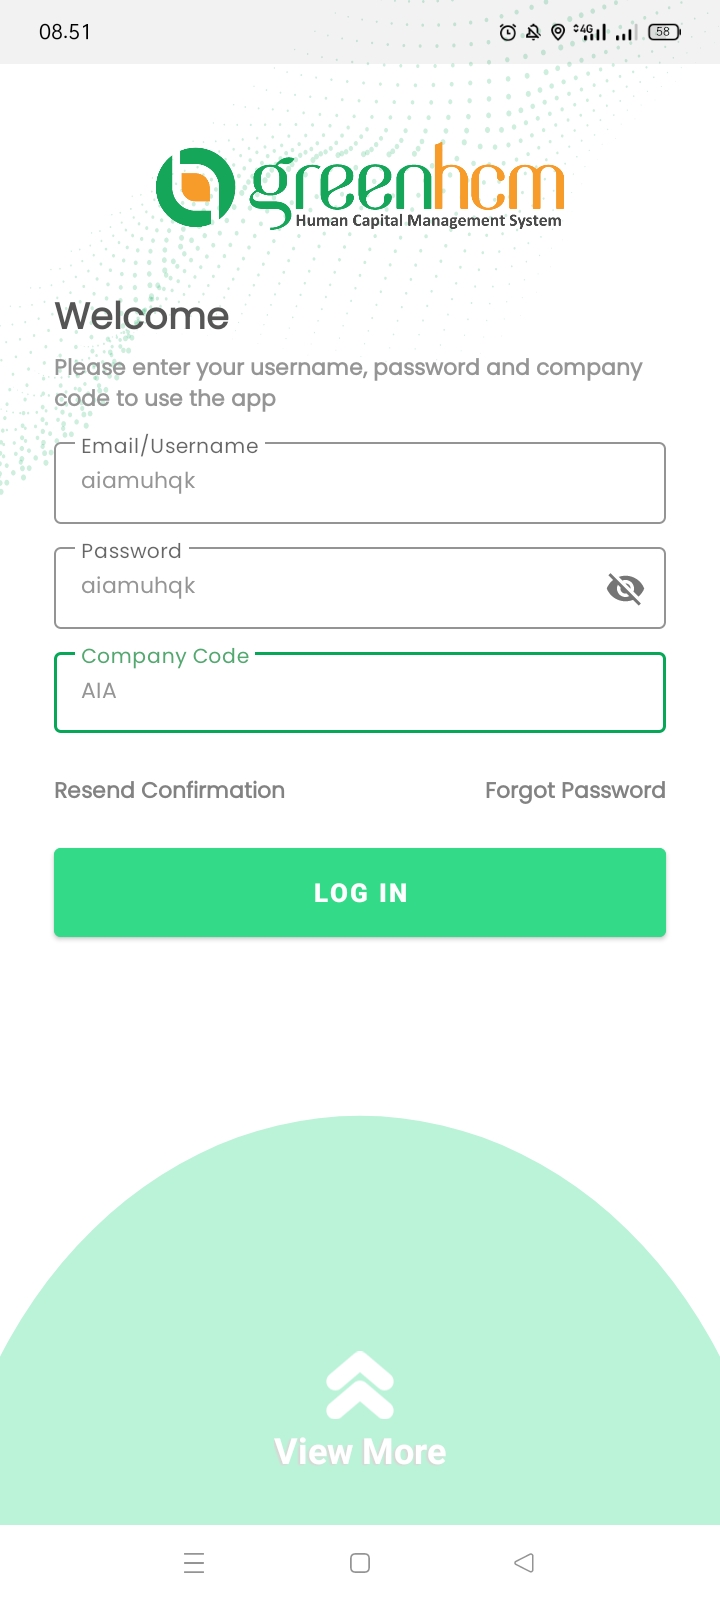 08.51
4G
58
greenhcm
Human Capital Management System
Welcome
Please enter your username, password and company
code to use the app
Email/Username
aiamuhqk
Password
aiamuhqk
Company Code
AIA
Resend Confirmation
Forgot Password
LOG IN
View More